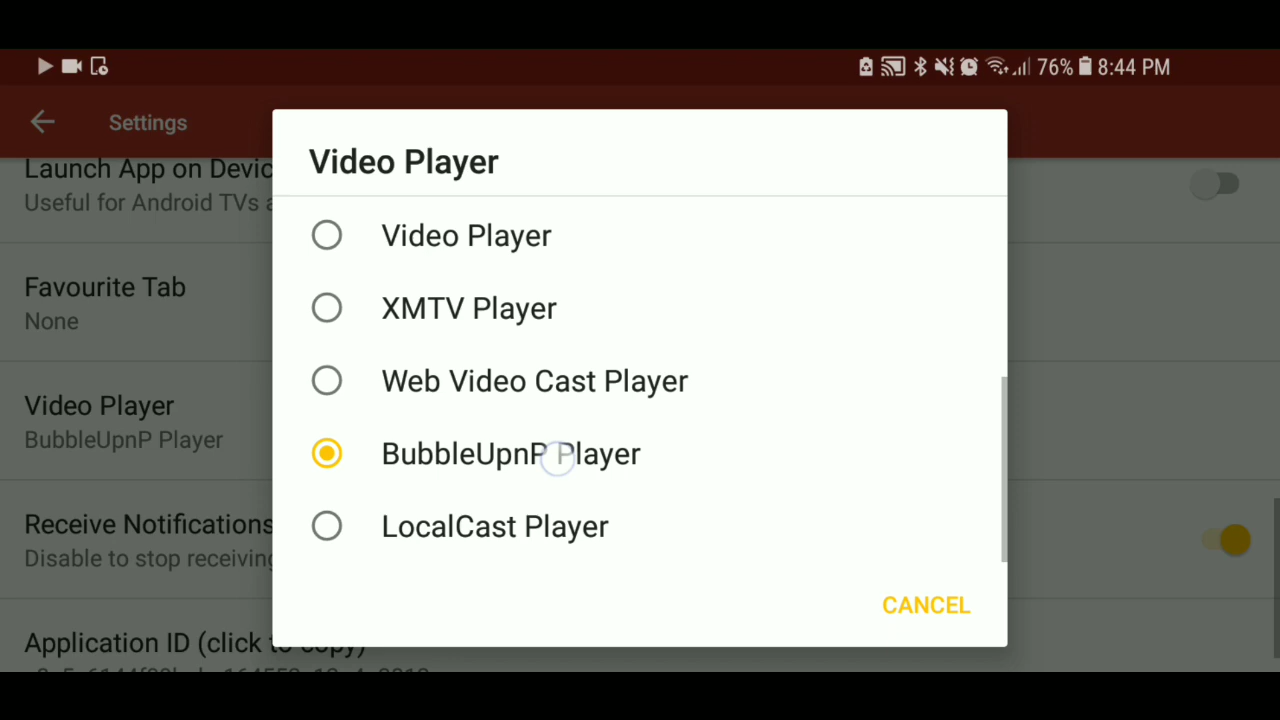 76% 8:44 PM
Settings
Launch App on Devic
Useful for Android TVs a
Favourite Tab
None
Video Player
BubbleUpnP Player
Receive Notifications
Disable to stop receiving
Application ID (click to copy)
Video Player
Video Player
XMTV Player
Web Video Cast Player
BubbleUpnP Player
LocalCast Player
CANCEL